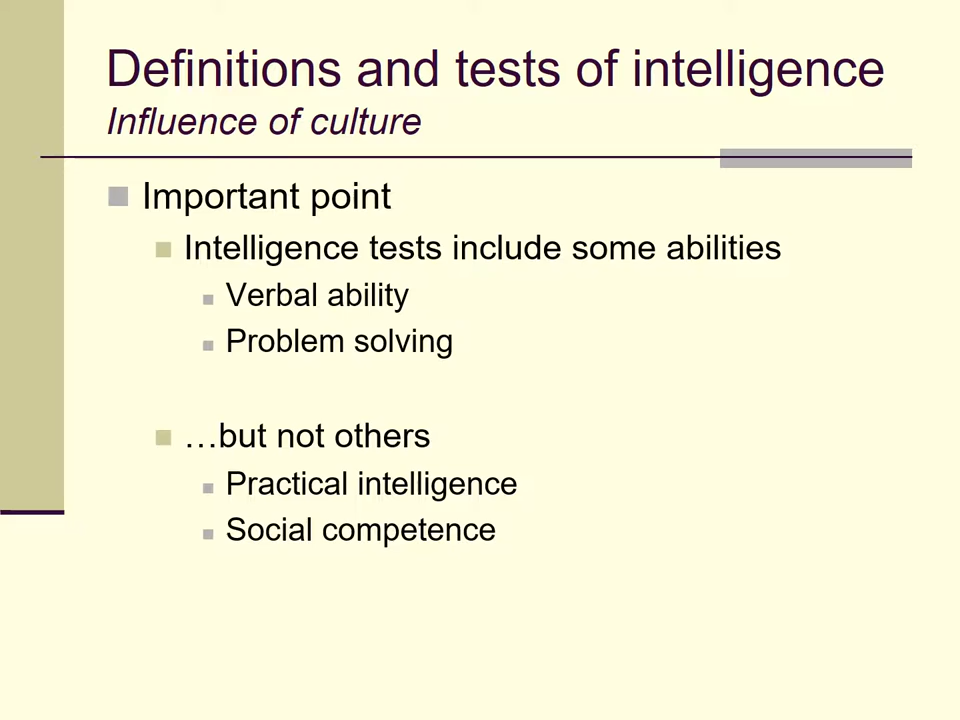 Definitions and tests of intelligence
Influence of culture
Important point
Intelligence tests include some abilities
Verbal ability
Problem solving
…but not others
Practical intelligence
Social competence